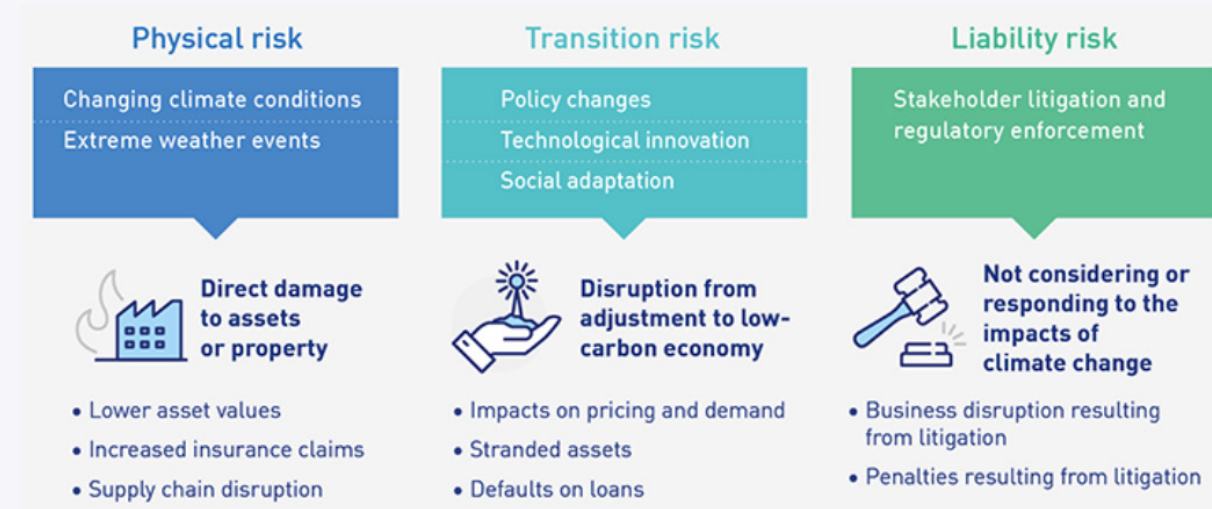 Physical risk
Changing climate conditions
Extreme weather events
Direct damage
to assets
or property
• Lower asset values
• Increased insurance claims
• Supply chain disruption
Transition risk
Policy changes
Technological innovation
Social adaptation
Disruption from
adjustment to low-
carbon economy
• Impacts on pricing and demand
• Stranded assets
• Defaults on loans
Liability risk
Stakeholder litigation and
regulatory enforcement
Not considering or
responding to the
impacts of
climate change
• Business disruption resulting
from litigation
• Penalties resulting from litigation